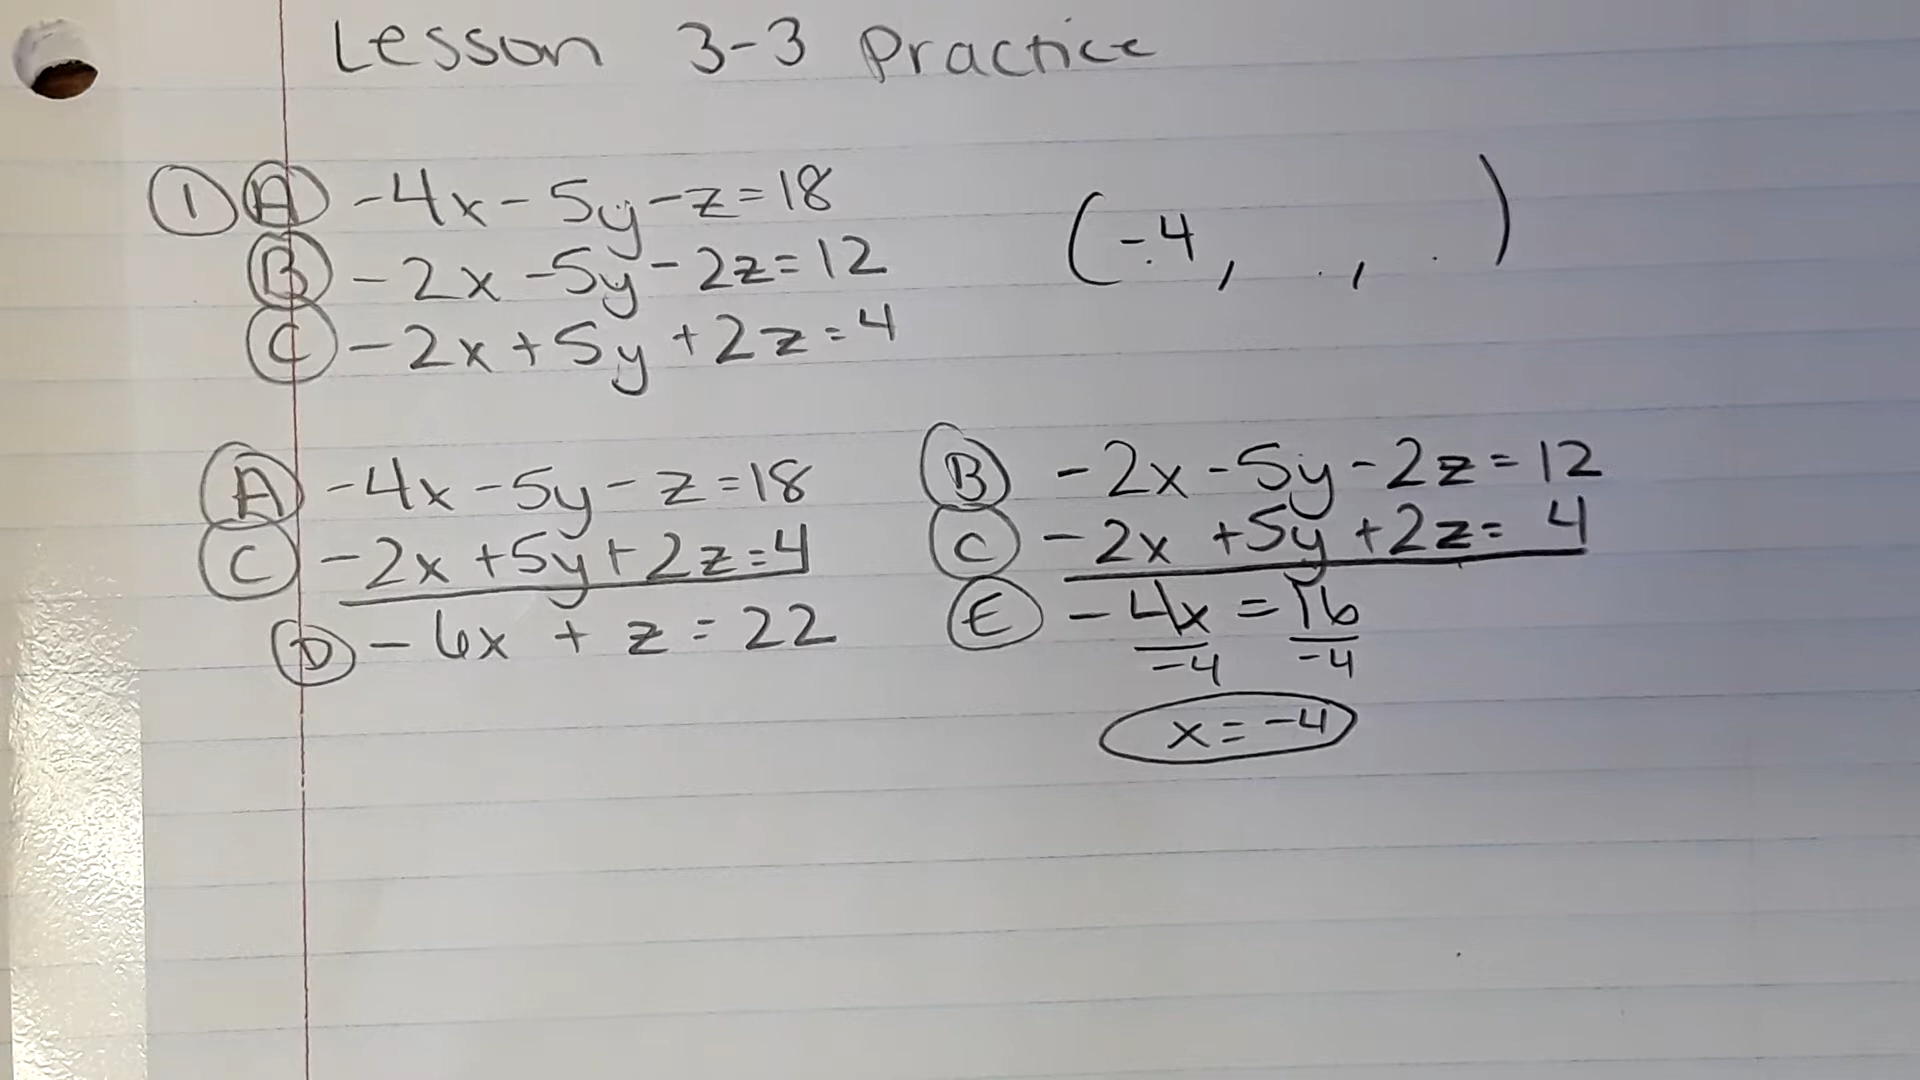 Lesson 3-3 Practice
① Ⓐ -4x - 5y - z = 18
(-4, , )
Ⓑ -2x - 5y - 2z = 12
Ⓒ -2x + 5y + 2z = 4
Ⓐ -4x - 5y - z = 18
Ⓒ -2x + 5y + 2z = 4
Ⓓ -6x + z = 22
Ⓑ -2x - 5y - 2z = 12
Ⓒ -2x + 5y + 2z = 4
Ⓔ -4x = 16
-4 -4
x = -4